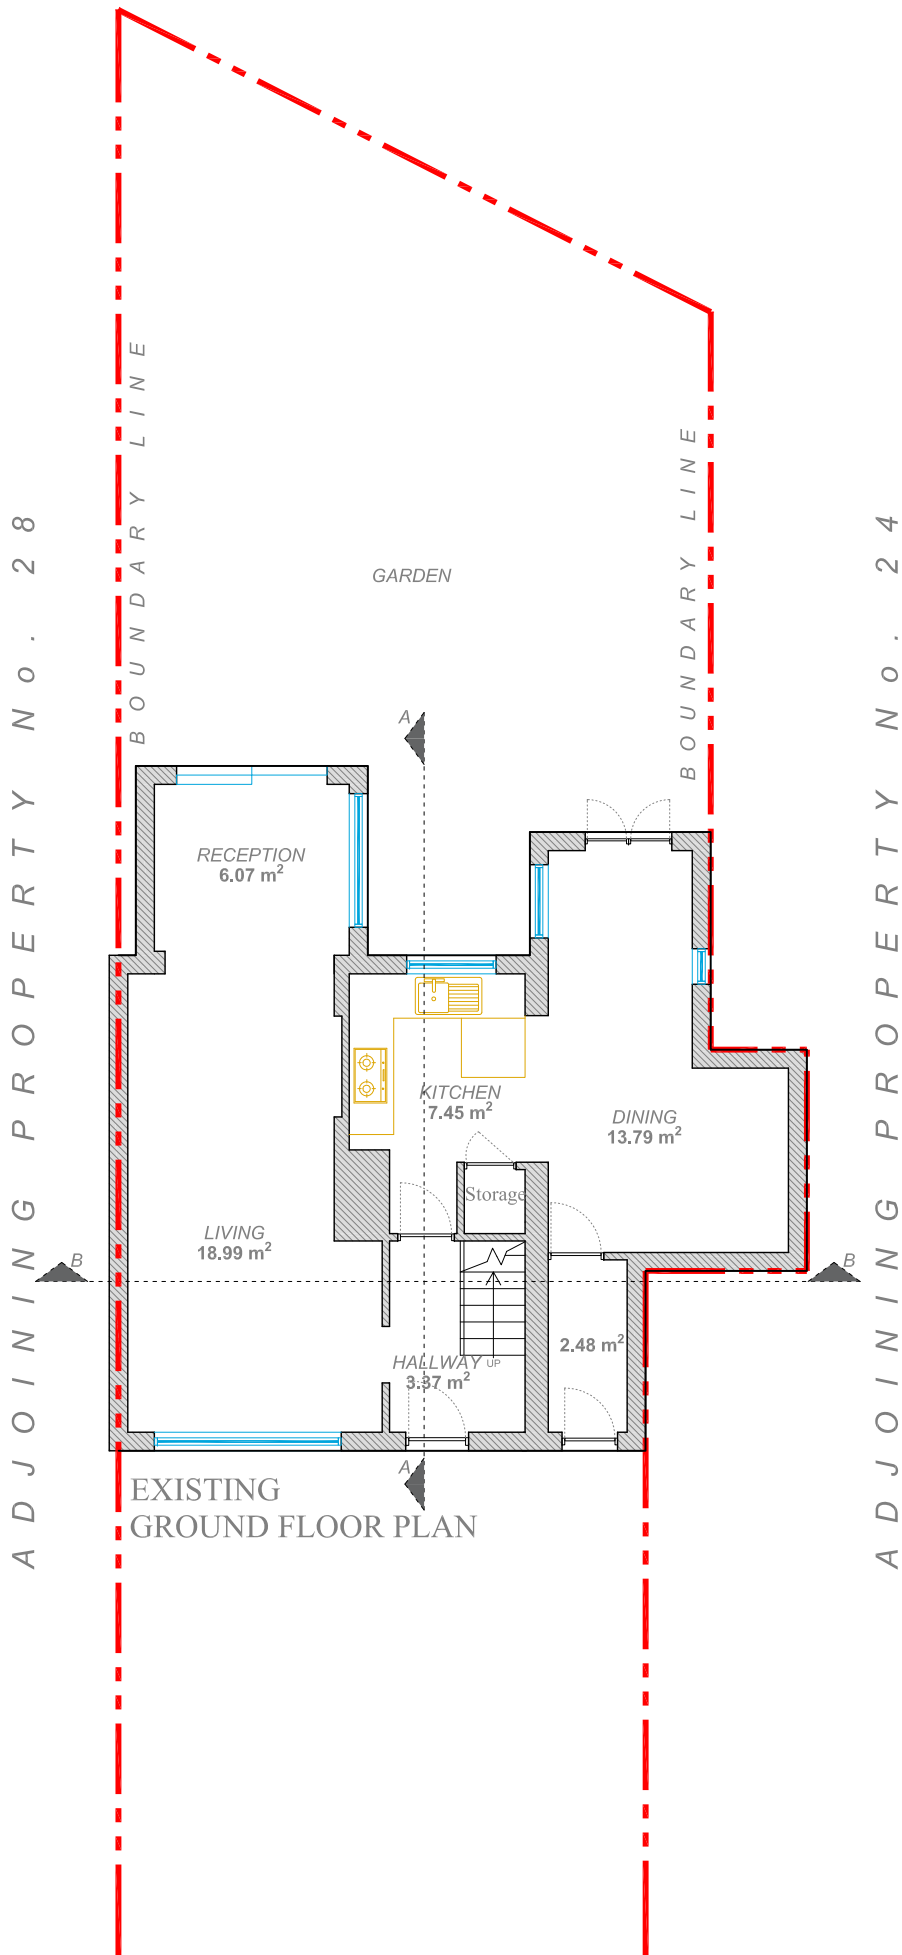 BOUNDARY LINE
BOUNDARY LINE
ADJOINING PROPERTY No. 28
ADJOINING PROPERTY No. 24
GARDEN
A
RECEPTION
6.07 m²
KITCHEN
7.45 m²
DINING
13.79 m²
Storage
LIVING
18.99 m²
B
B
2.48 m²
HALLWAY UP
3.37 m²
A
EXISTING
GROUND FLOOR PLAN